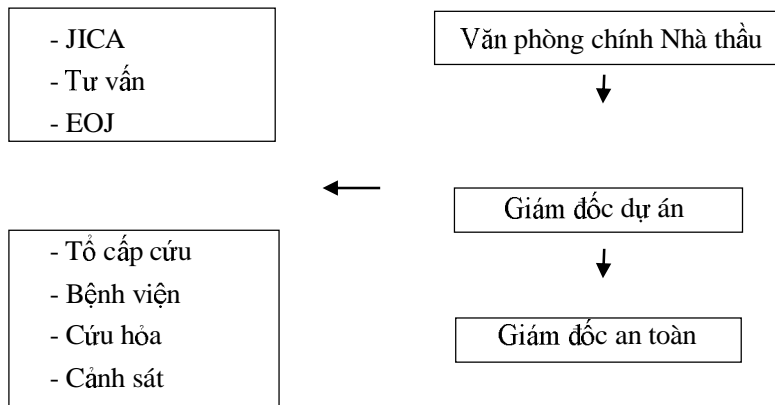 - JICA
- Tư vấn
- EOJ
Văn phòng chính Nhà thầu
Giám đốc dự án
- Tổ cấp cứu
- Bệnh viện
- Cứu hỏa
- Cảnh sát
Giám đốc an toàn